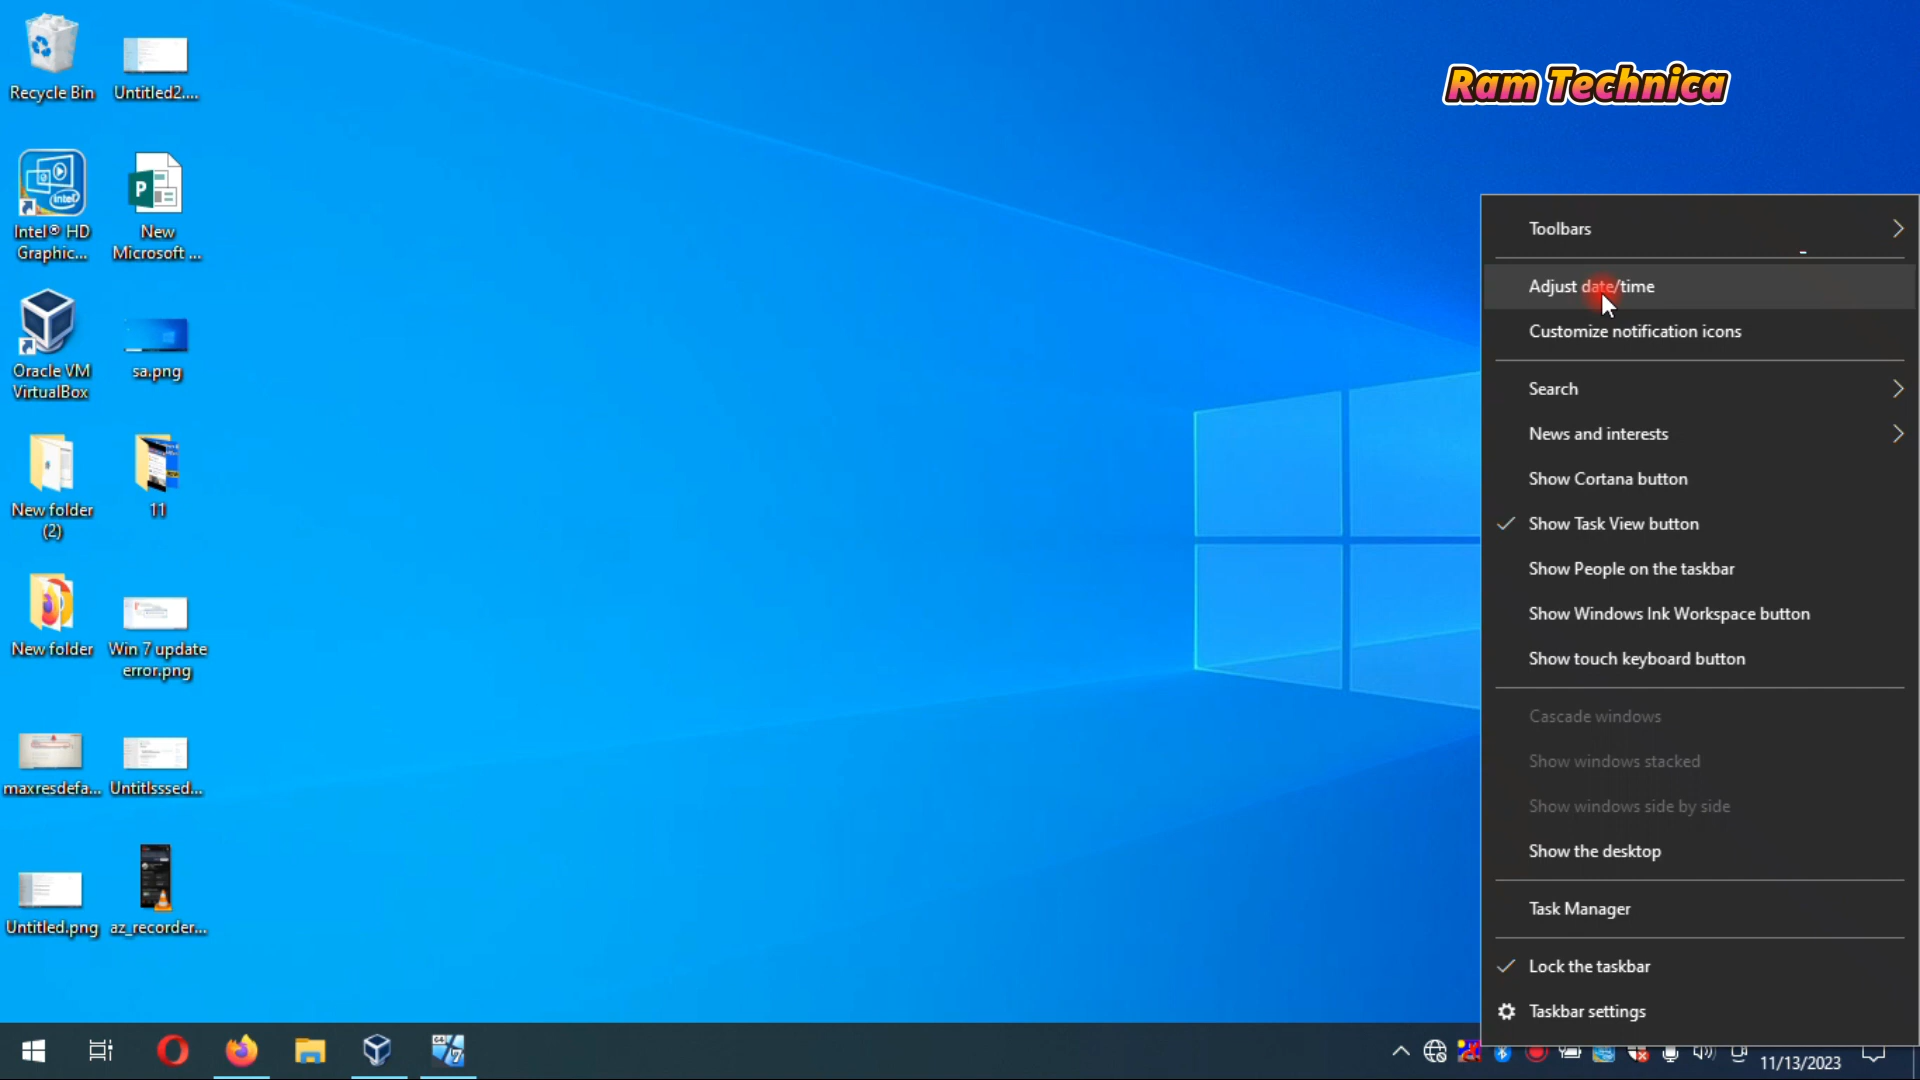 Recycle Bin
Untitled2....
Ram Technica
Intel® HD
Graphic...
New
Microsoft ...
Oracle VM
VirtualBox
sa.png
New folder
(2)
11
New folder
Win 7 update
error.png
maxresdefa...
Untitlsssed...
Untitled.png
az_recorder...
Toolbars
Adjust date/time
Customize notification icons
Search
News and interests
Show Cortana button
Show Task View button
Show People on the taskbar
Show Windows Ink Workspace button
Show touch keyboard button
Cascade windows
Show windows stacked
Show windows side by side
Show the desktop
Task Manager
Lock the taskbar
Taskbar settings
11/13/2023